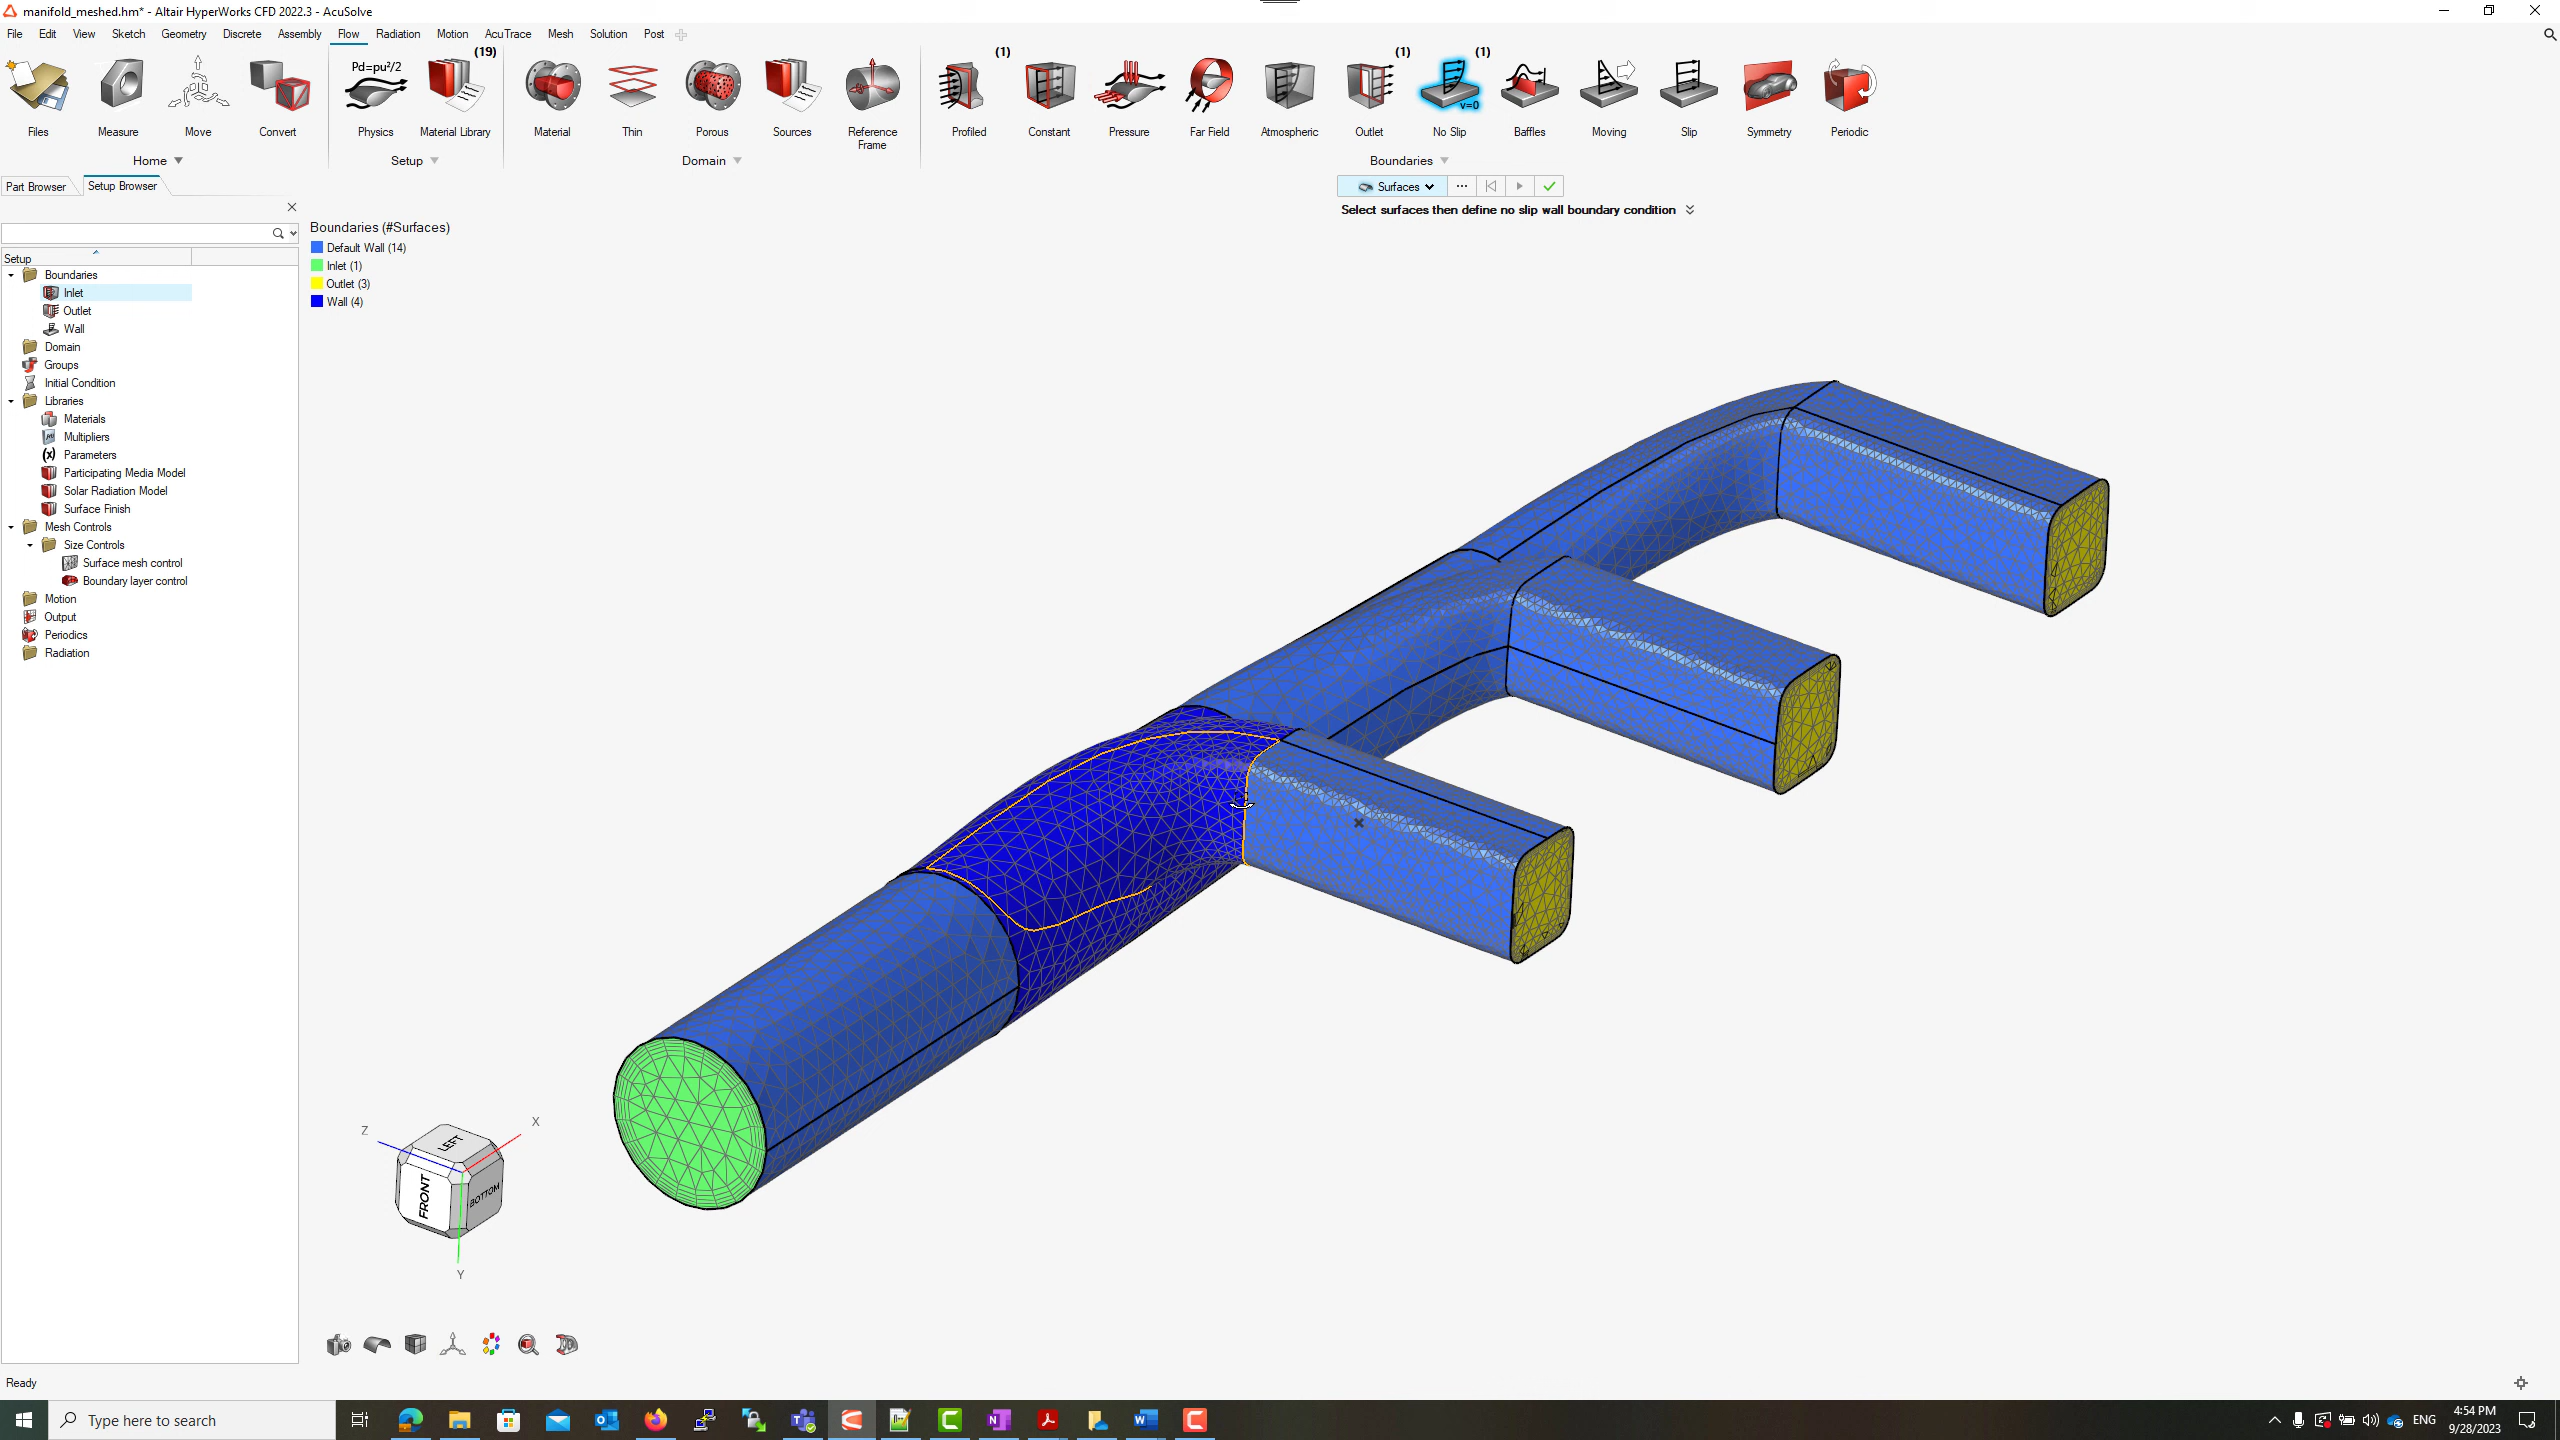 manifold_meshed.hm* - Altair HyperWorks CFD 2022.3 - AcuSolve
File Edit View Sketch Geometry Discrete Assembly Flow Radiation Motion AcuTrace Mesh Solution Post
(19) (1) (1) (1)
Pd=pu²/2
v=0
Files Measure Move Convert Physics Material Library Material Thin Porous Sources Reference Frame Profiled Constant Pressure Far Field Atmospheric Outlet No Slip Baffles Moving Slip Symmetry Periodic
Home Setup Domain Boundaries
Part Browser Setup Browser
Surfaces
Select surfaces then define no slip wall boundary condition
Setup
Boundaries
Inlet
Outlet
Wall
Domain
Groups
Initial Condition
Libraries
Materials
Multipliers
(x) Parameters
Participating Media Model
Solar Radiation Model
Surface Finish
Mesh Controls
Size Controls
Surface mesh control
Boundary layer control
Motion
Output
Periodics
Radiation
Boundaries (#Surfaces)
Default Wall (14)
Inlet (1)
Outlet (3)
Wall (4)
Z X
LEFT
FRONT
BOTTOM
Y
Ready
Type here to search
ENG
4:54 PM
9/28/2023